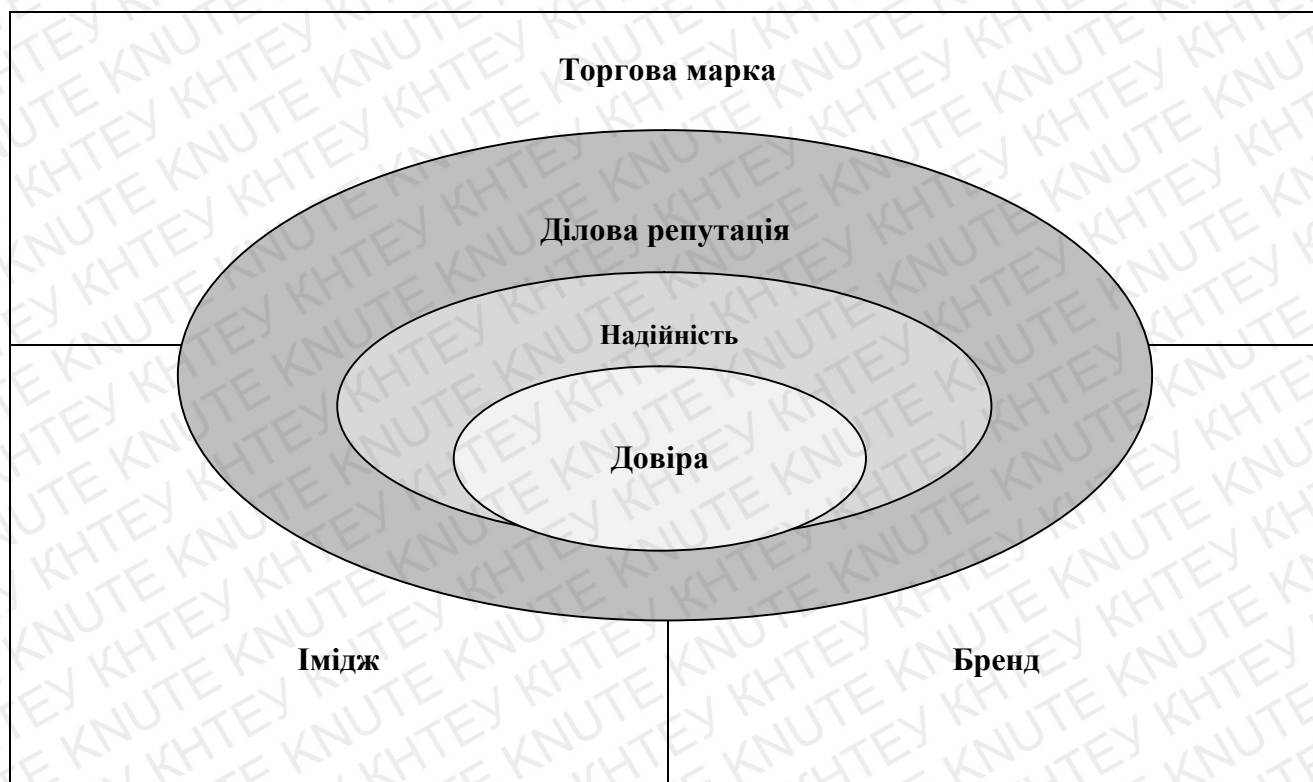 Торгова марка
Ділова репутація
Надійність
Довіра
Імідж
Бренд